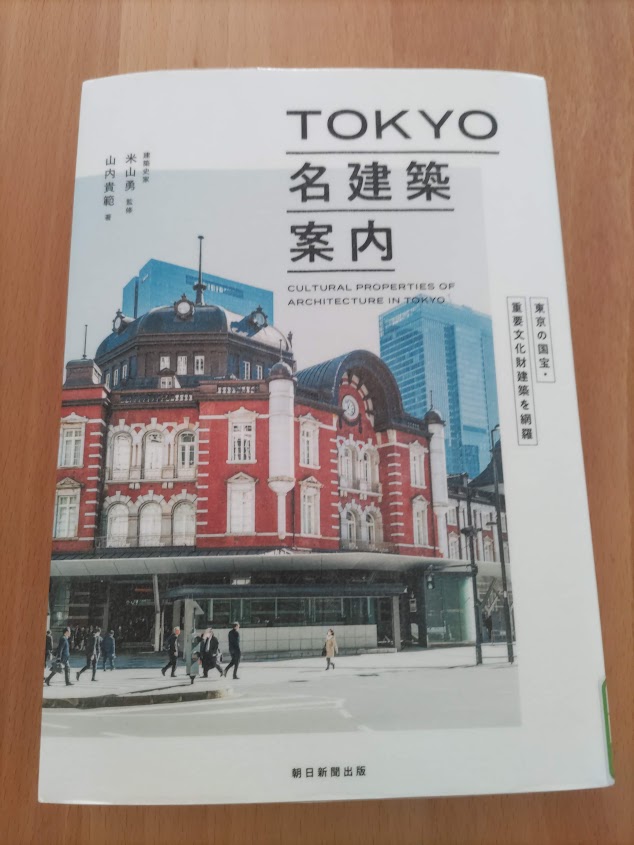 TOKYO
名建築
案内
CULTURAL PROPERTIES OF
ARCHITECTURE IN TOKYO
建築史家
米山勇 監修
山内貴範 著
東京の国宝・
重要文化財建築を網羅
朝日新聞出版